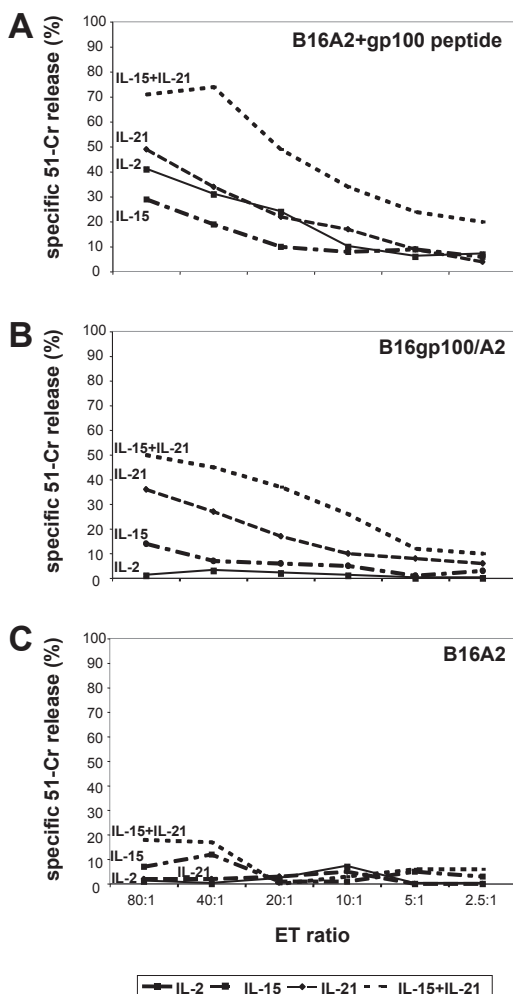 A
B16A2+gp100 peptide
specific 51-Cr release (%)
100
90
80
70
60
50
40
30
20
10
0
IL-15+IL-21
IL-21
IL-2
IL-15
B
B16gp100/A2
specific 51-Cr release (%)
100
90
80
70
60
50
40
30
20
10
0
IL-15+IL-21
IL-21
IL-15
IL-2
C
B16A2
specific 51-Cr release (%)
100
90
80
70
60
50
40
30
20
10
0
IL-15+IL-21
IL-15
IL-21
IL-2
80:1 40:1 20:1 10:1 5:1 2.5:1
ET ratio
IL-2 IL-15 IL-21 IL-15+IL-21